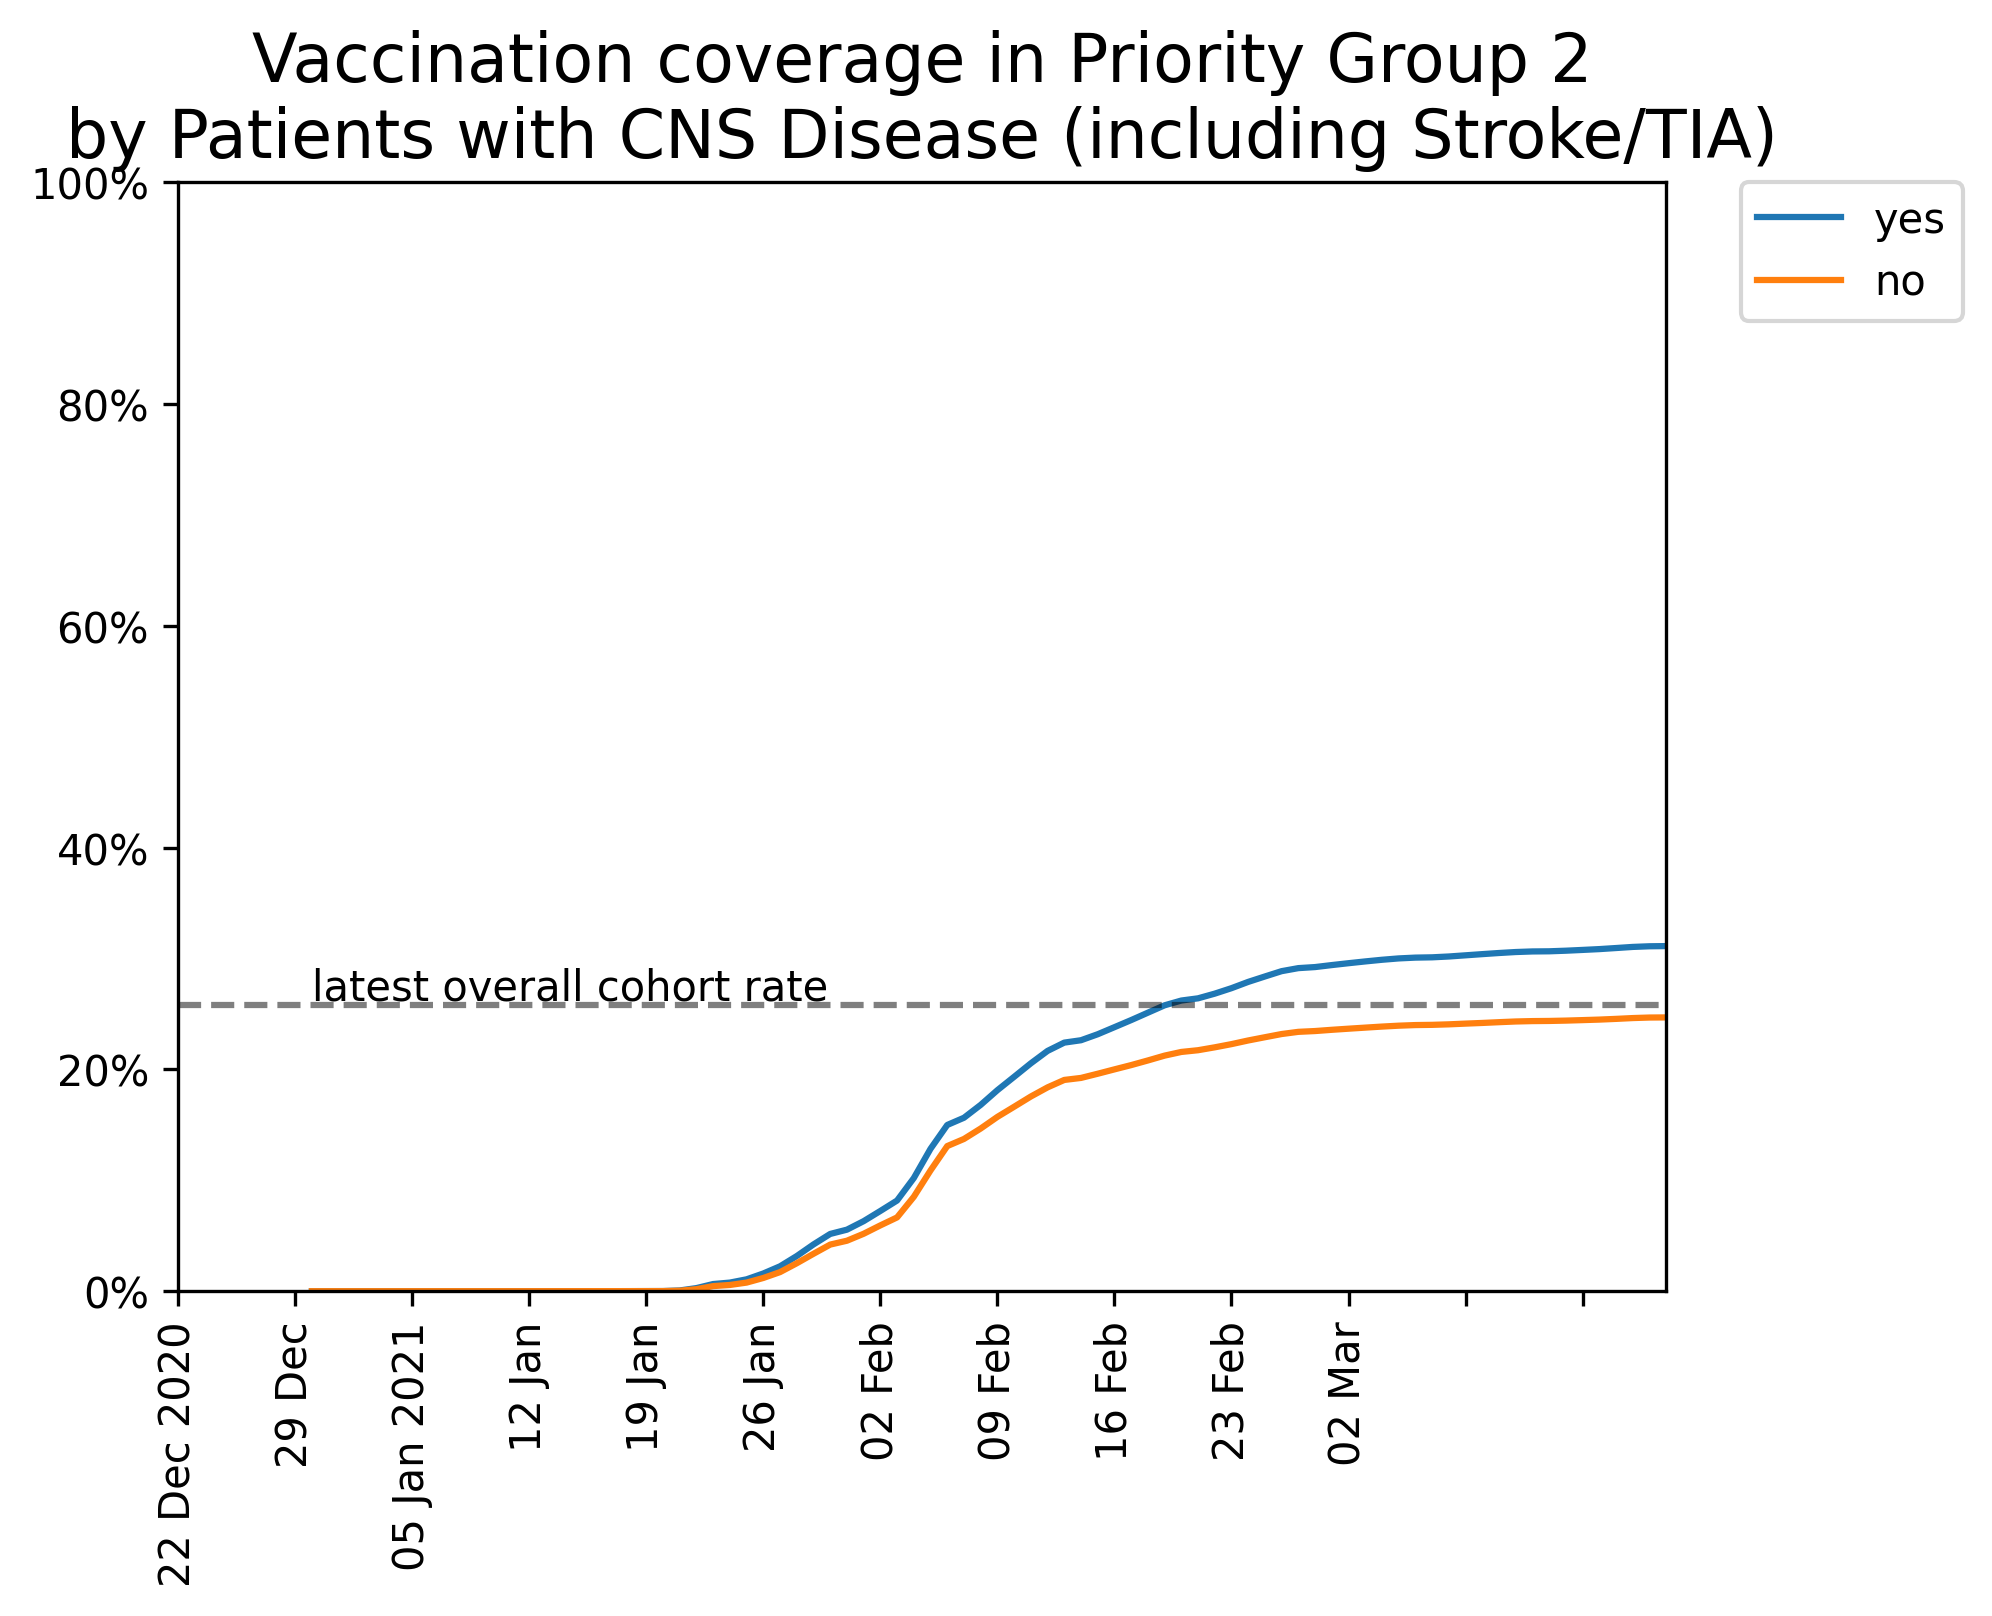 Vaccination coverage in Priority Group 2
by Patients with CNS Disease (including Stroke/TIA)
100%
80%
60%
40%
20%
0%
yes
no
latest overall cohort rate
22 Dec 2020
29 Dec
05 Jan 2021
12 Jan
19 Jan
26 Jan
02 Feb
09 Feb
16 Feb
23 Feb
02 Mar